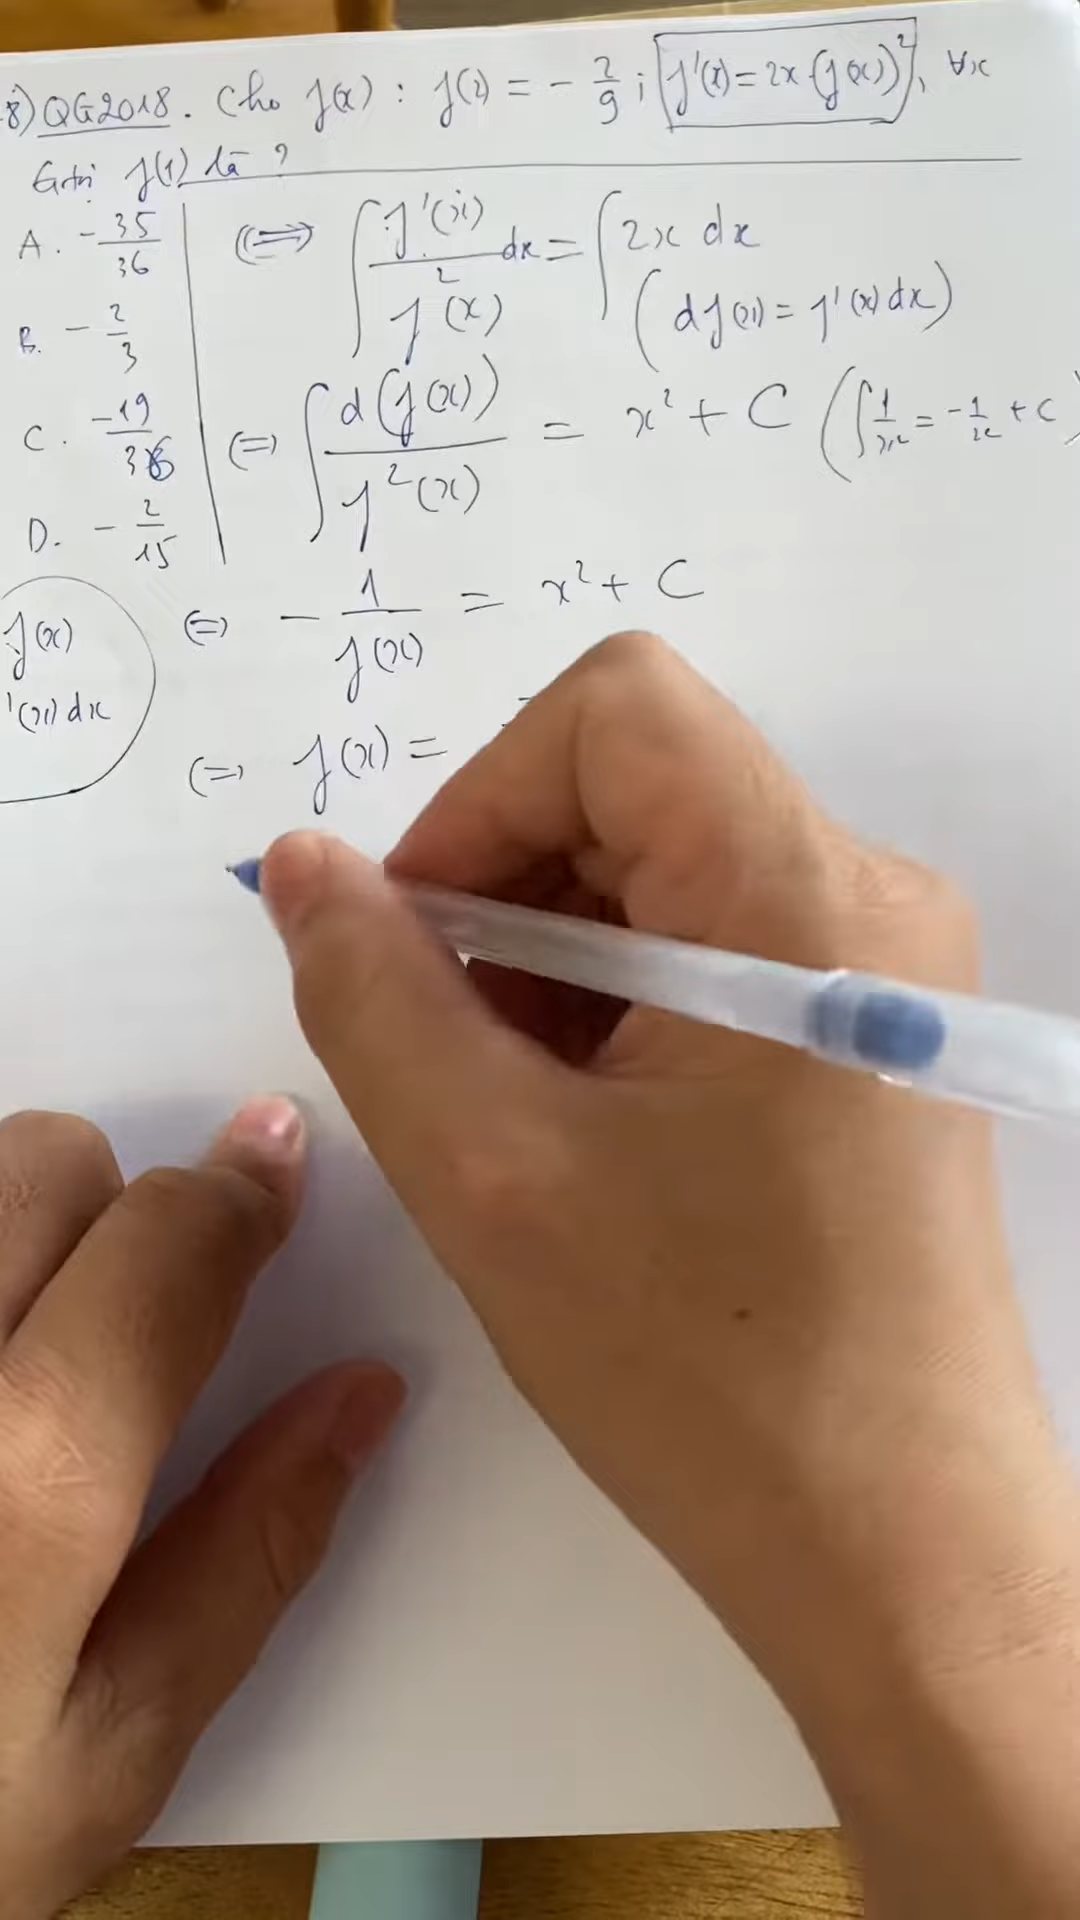 8) QG2018. Cho f(x) : f(2) = - 2/9 ; f'(x) = 2x (f(x))², ∀x
Gtrị f(1) là ?
A. -35/36
B. -2/3
C. -19/36
D. -2/15
(⇔) ∫ f'(x)/f²(x) dx = ∫ 2x dx
(df(x) = f'(x) dx)
(⇔) ∫ d(f(x))/f²(x) = x² + C (∫ 1/x² = -1/x + C
(⇔) - 1/f(x) = x² + C
f(x)
'(x) dx
(⇔) f(x) =